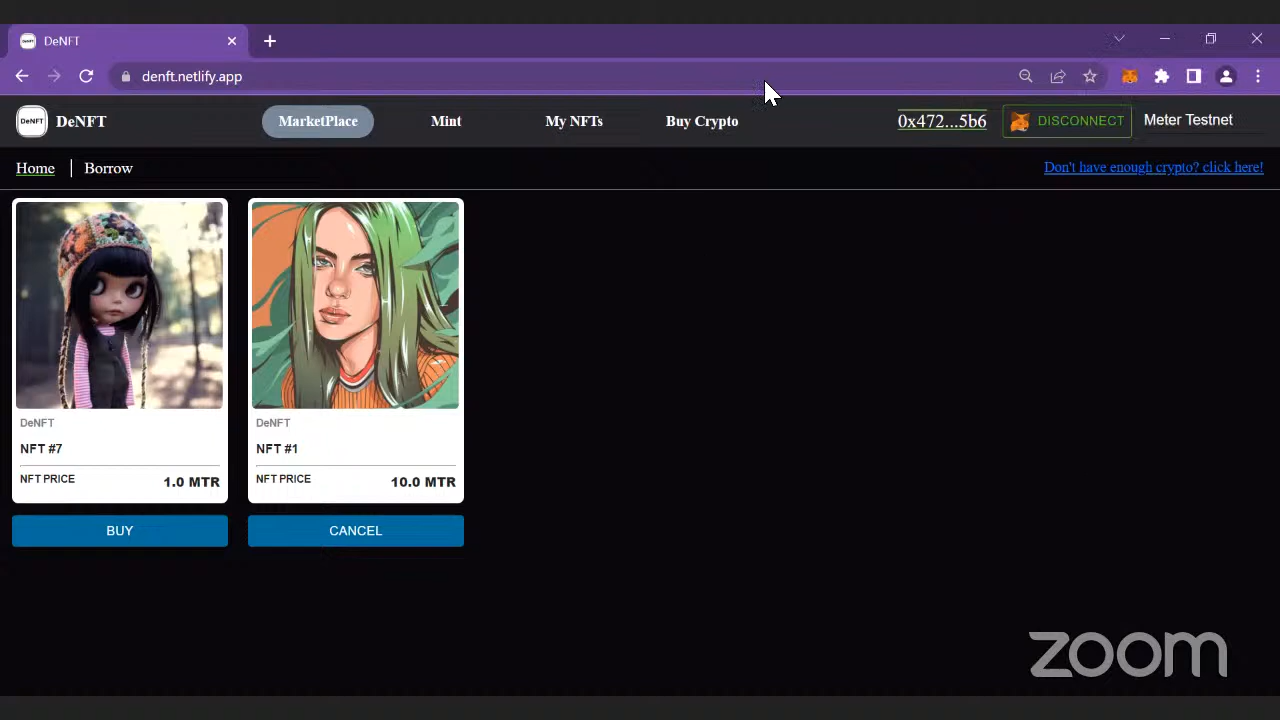 DeNFT
denft.netlify.app
DeNFT DeNFT MarketPlace Mint My NFTs Buy Crypto 0x472...5b6 DISCONNECT Meter Testnet
Home Borrow Don't have enough crypto? click here!
DeNFT
NFT #7
NFT PRICE 1.0 MTR
BUY
DeNFT
NFT #1
NFT PRICE 10.0 MTR
CANCEL
zoom